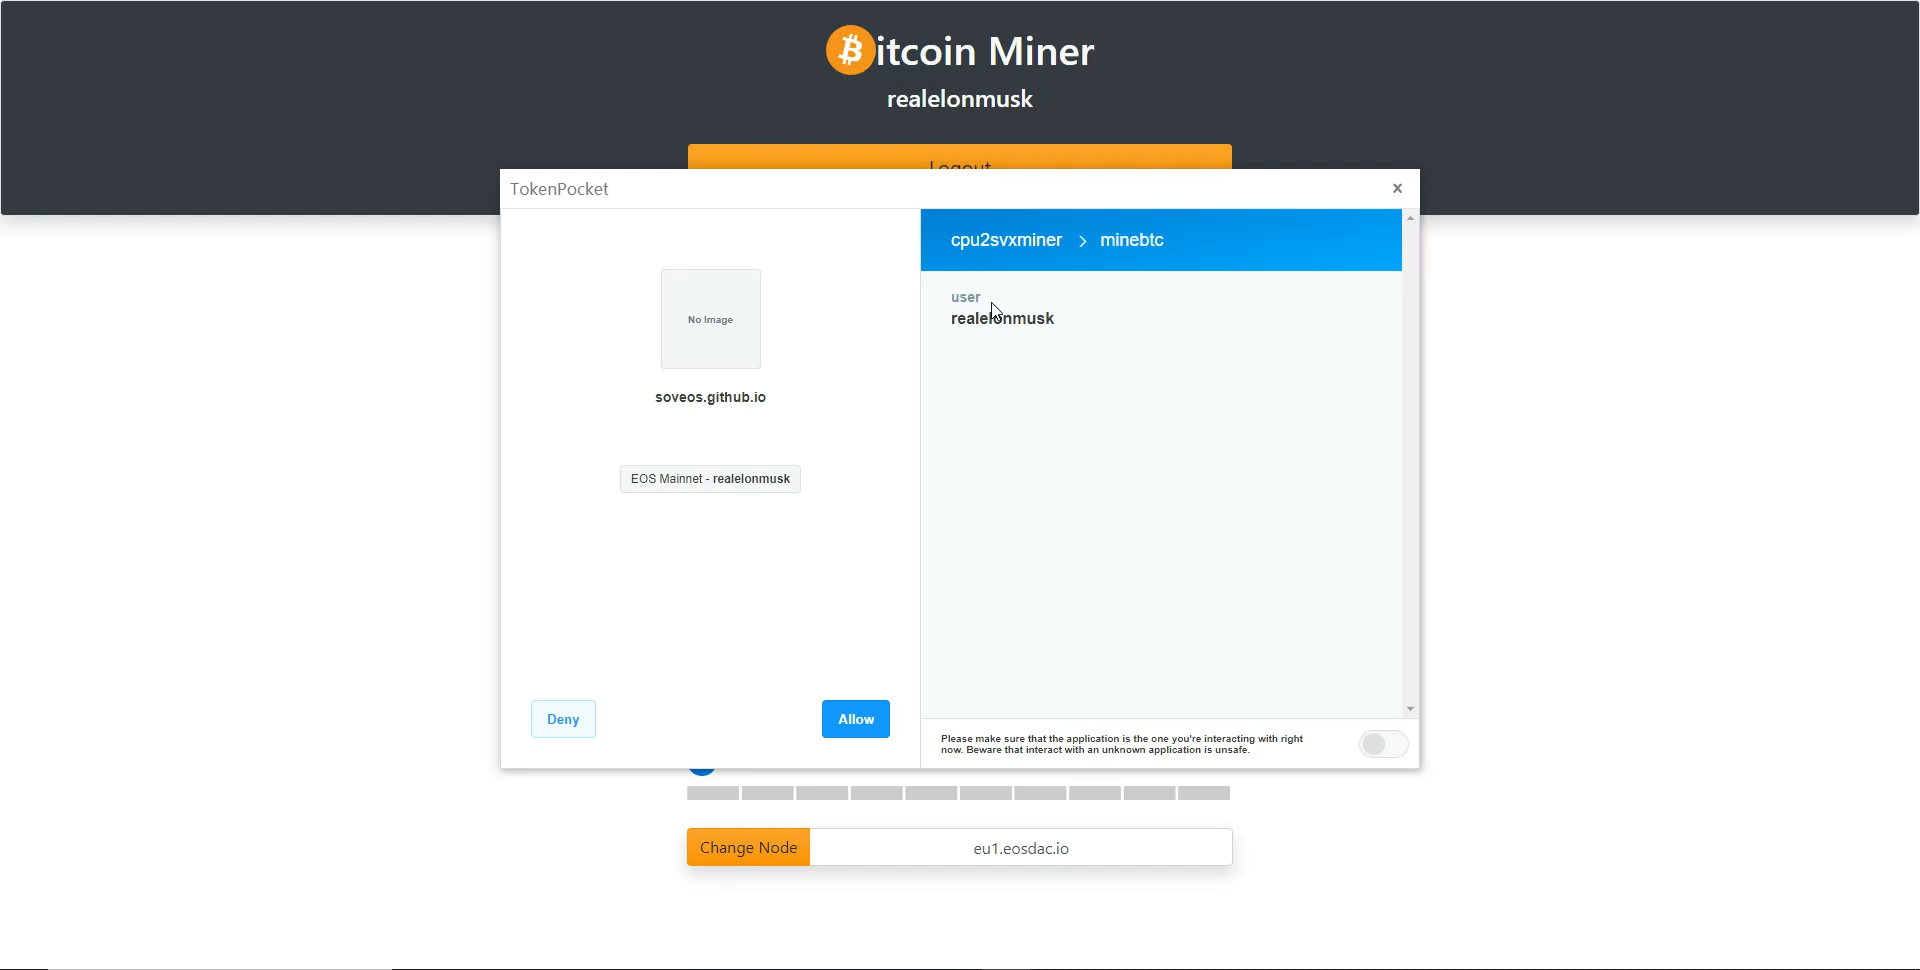 ₿itcoin Miner
realelonmusk
Logout
TokenPocket
×
cpu2svxminer > minebtc
user
realelonmusk
No Image
soveos.github.io
EOS Mainnet - realelonmusk
Deny
Allow
Please make sure that the application is the one you're interacting with right
now. Beware that interact with an unknown application is unsafe.
Change Node
eu1.eosdac.io